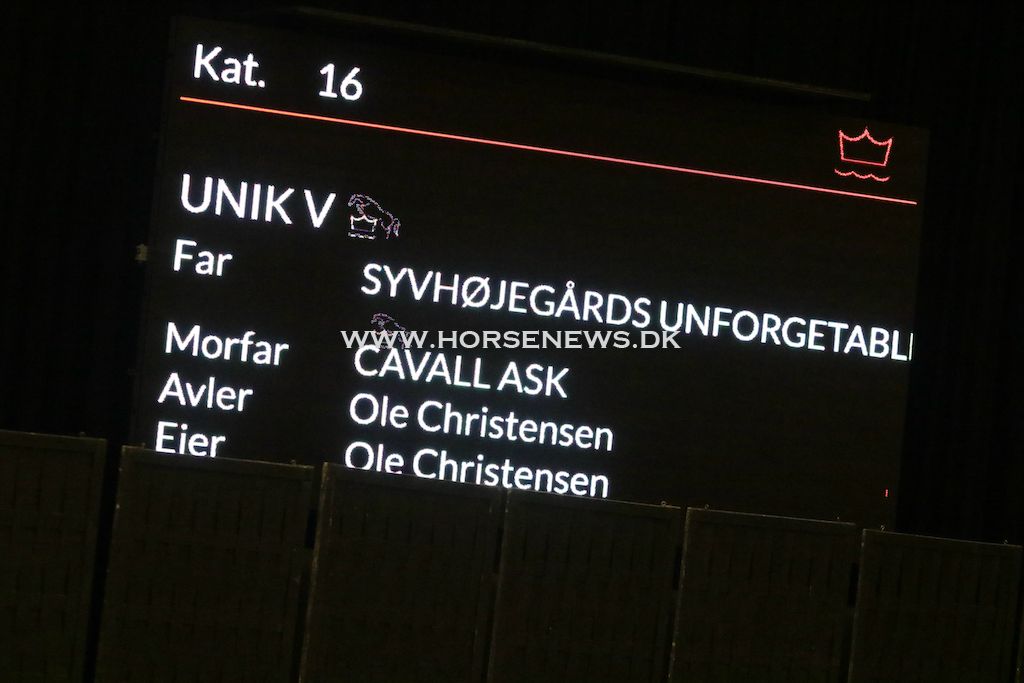 Kat. 16
UNIK V
Far SYVHØJEGÅRDS UNFORGETABL
WWW.HORSENEWS.DK
Morfar CAVALL ASK
Avler Ole Christensen
Eier Ole Christensen